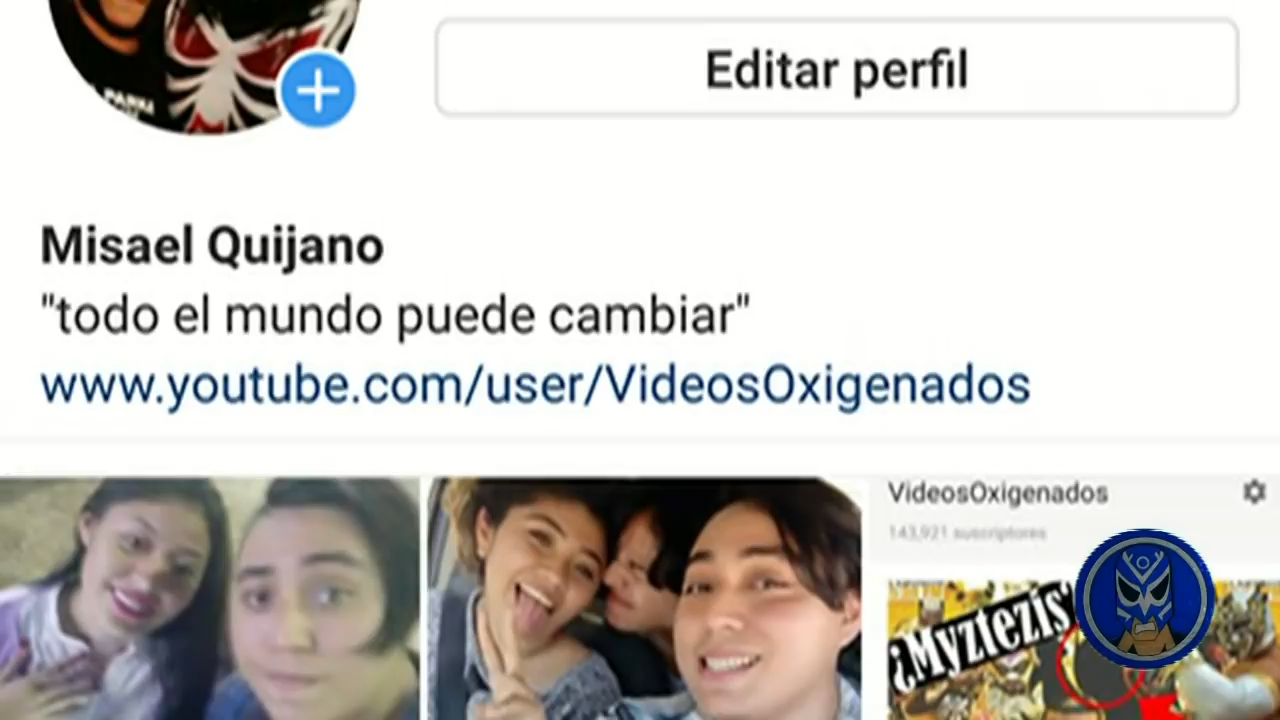 Editar perfil
Misael Quijano
"todo el mundo puede cambiar"
www.youtube.com/user/VideosOxigenados
VideosOxigenados
143,921 suscriptores
¿Myztezis?